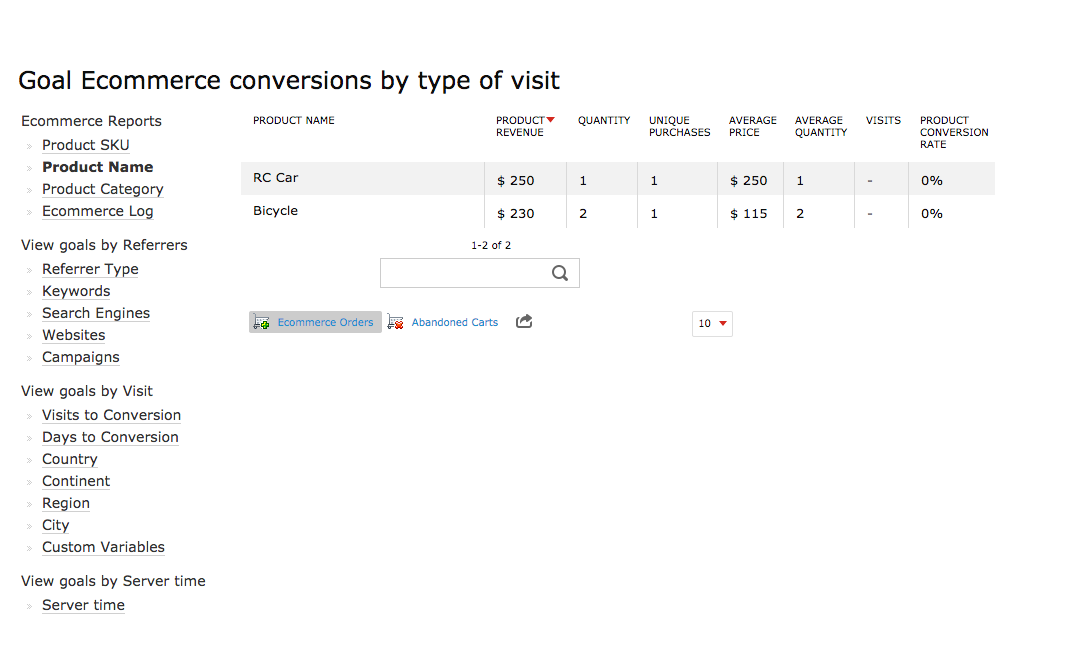 Goal Ecommerce conversions by type of visit
Ecommerce Reports
» Product SKU
» Product Name
» Product Category
» Ecommerce Log
View goals by Referrers
» Referrer Type
» Keywords
» Search Engines
» Websites
» Campaigns
View goals by Visit
» Visits to Conversion
» Days to Conversion
» Country
» Continent
» Region
» City
» Custom Variables
View goals by Server time
» Server time
PRODUCT NAME PRODUCT REVENUE QUANTITY UNIQUE PURCHASES AVERAGE PRICE AVERAGE QUANTITY VISITS PRODUCT CONVERSION RATE
RC Car $ 250 1 1 $ 250 1 - 0%
Bicycle $ 230 2 1 $ 115 2 - 0%
1-2 of 2
Ecommerce Orders Abandoned Carts 10